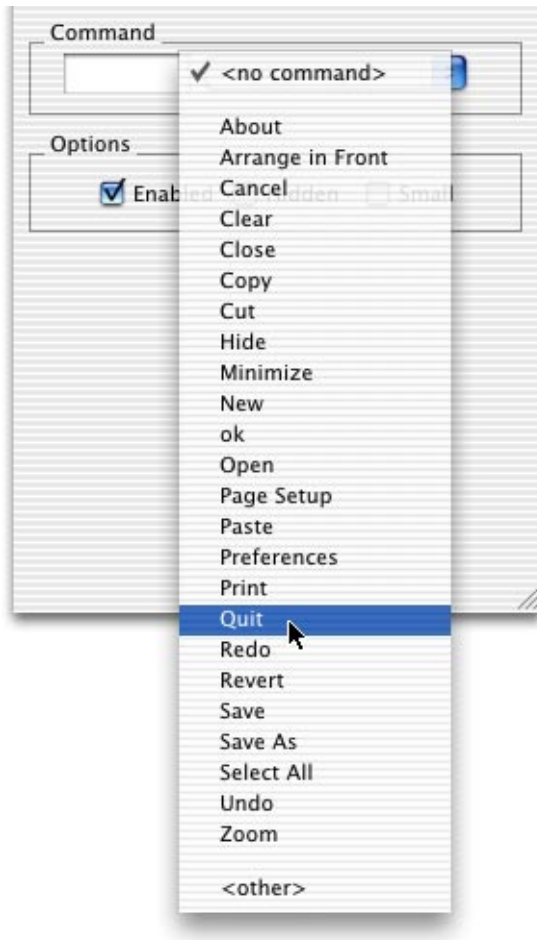 Command
<no command>
About
Options
Arrange in Front
Cancel
Enabled Hidden Small
Clear
Close
Copy
Cut
Hide
Minimize
New
ok
Open
Page Setup
Paste
Preferences
Print
Quit
Redo
Revert
Save
Save As
Select All
Undo
Zoom
<other>